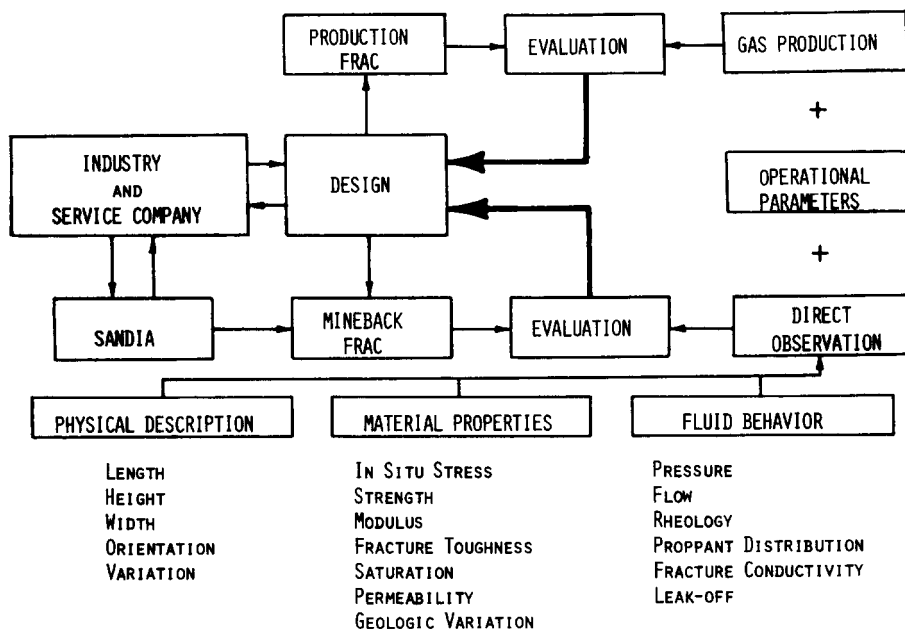 PRODUCTION
FRAC
EVALUATION
GAS PRODUCTION
+
INDUSTRY
AND
SERVICE COMPANY
DESIGN
OPERATIONAL
PARAMETERS
+
SANDIA
MINEBACK
FRAC
EVALUATION
DIRECT
OBSERVATION
PHYSICAL DESCRIPTION
MATERIAL PROPERTIES
FLUID BEHAVIOR
LENGTH
HEIGHT
WIDTH
ORIENTATION
VARIATION
IN SITU STRESS
STRENGTH
MODULUS
FRACTURE TOUGHNESS
SATURATION
PERMEABILITY
GEOLOGIC VARIATION
PRESSURE
FLOW
RHEOLOGY
PROPPANT DISTRIBUTION
FRACTURE CONDUCTIVITY
LEAK-OFF